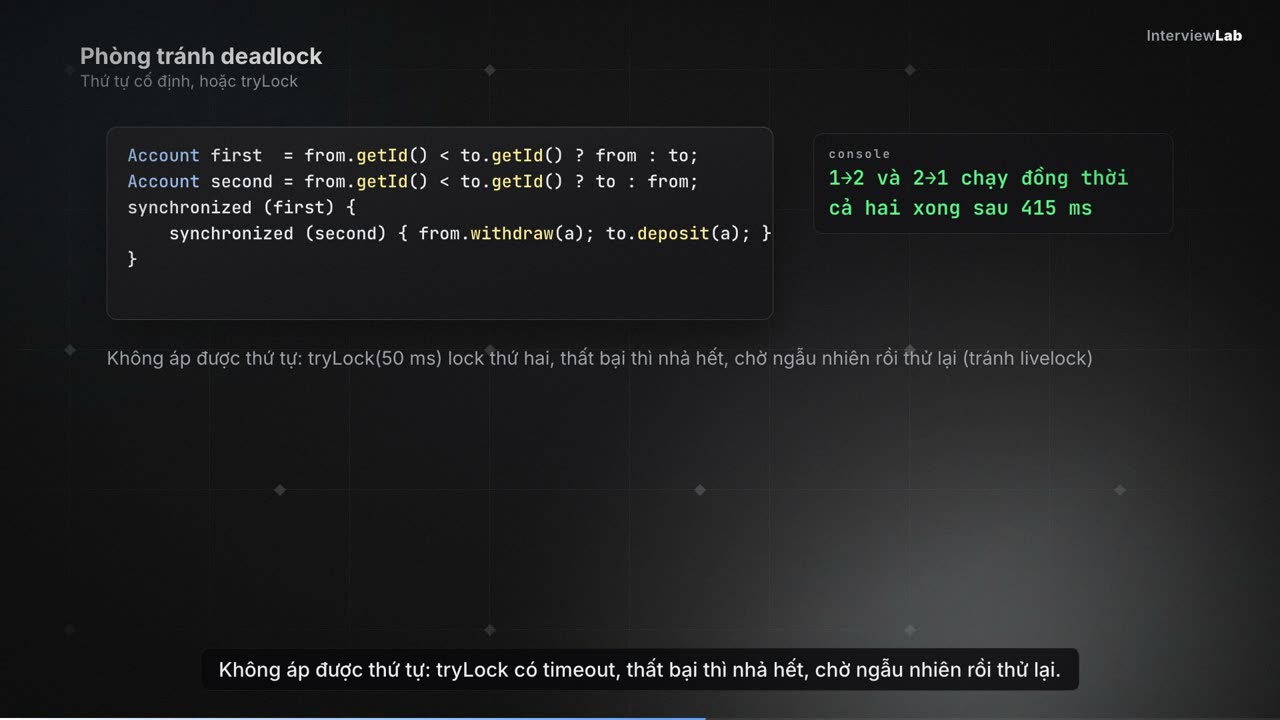 Phòng tránh deadlock
InterviewLab
Thứ tự cố định, hoặc tryLock
Account first  = from.getId() < to.getId() ? from : to;
Account second = from.getId() < to.getId() ? to : from;
synchronized (first) {
    synchronized (second) { from.withdraw(a); to.deposit(a); }
}
console
1→2 và 2→1 chạy đồng thời
cả hai xong sau 415 ms
Không áp được thứ tự: tryLock(50 ms) lock thứ hai, thất bại thì nhả hết, chờ ngẫu nhiên rồi thử lại (tránh livelock)
Không áp được thứ tự: tryLock có timeout, thất bại thì nhả hết, chờ ngẫu nhiên rồi thử lại.